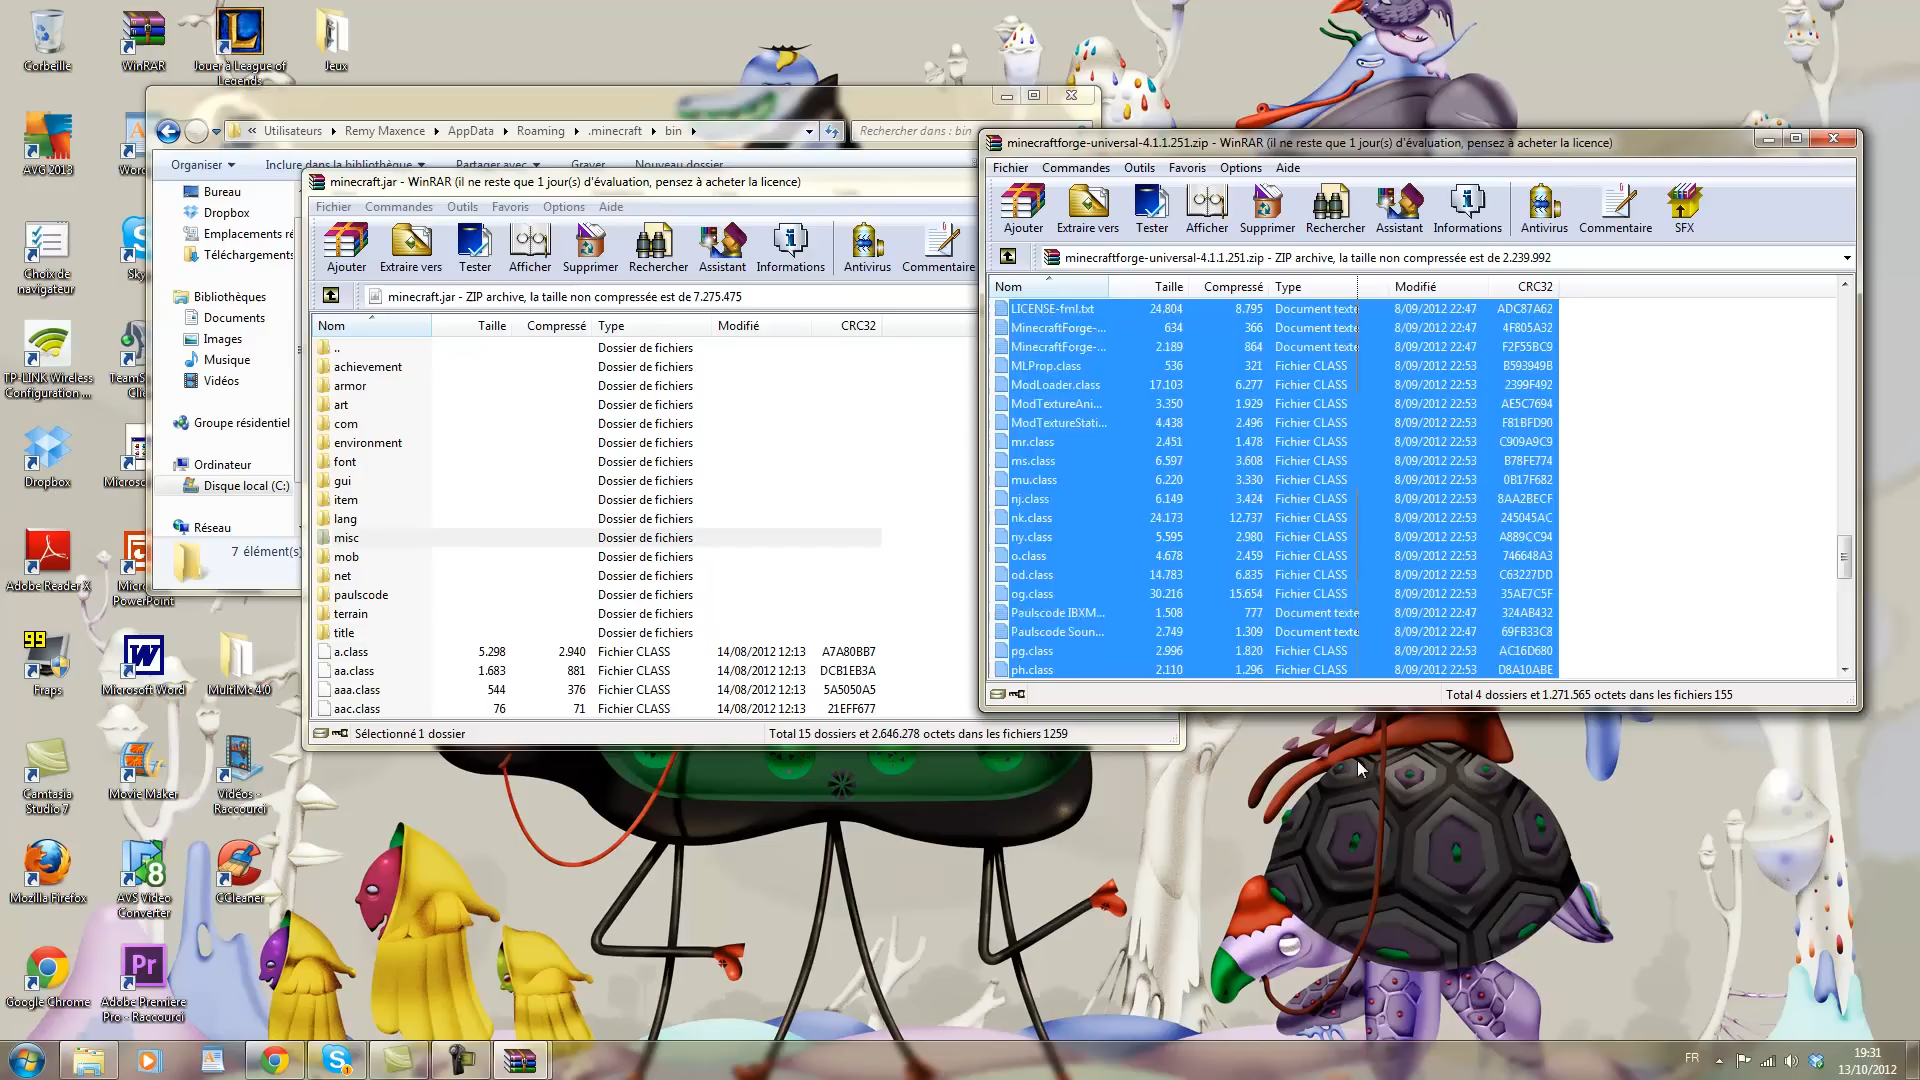 Corbeille
WinRAR
Jouer à League of
Legends
Jeux
AVG 2013
Choix de
navigateur
TP-LINK Wireless
Configuration ...
Dropbox
Adobe Reader X
PowerPoint
99
Fraps
Microsoft Word
MultiMc 4.0
Camtasia
Studio 7
Movie Maker
Vidéos -
Raccourci
Mozilla Firefox
AVS Video
Converter
CCleaner
Google Chrome
Adobe Premiere
Pro - Raccourci
« Utilisateurs Remy Maxence AppData Roaming .minecraft bin
Rechercher dans : bin
Organiser Inclure dans la bibliothèque Partager avec Graver Nouveau dossier
Bureau
Dropbox
Emplacements ré
Téléchargements
Bibliothèques
Documents
Images
Musique
Vidéos
Groupe résidentiel
Ordinateur
Disque local (C:)
Réseau
7 élément(s)
minecraft.jar - WinRAR (il ne reste que 1 jour(s) d'évaluation, pensez à acheter la licence)
Fichier Commandes Outils Favoris Options Aide
Ajouter Extraire vers Tester Afficher Supprimer Rechercher Assistant Informations Antivirus Commentaire
minecraft.jar - ZIP archive, la taille non compressée est de 7.275.475
Nom Taille Compressé Type Modifié CRC32
.. Dossier de fichiers
achievement Dossier de fichiers
armor Dossier de fichiers
art Dossier de fichiers
com Dossier de fichiers
environment Dossier de fichiers
font Dossier de fichiers
gui Dossier de fichiers
item Dossier de fichiers
lang Dossier de fichiers
misc Dossier de fichiers
mob Dossier de fichiers
net Dossier de fichiers
paulscode Dossier de fichiers
terrain Dossier de fichiers
title Dossier de fichiers
a.class 5.298 2.940 Fichier CLASS 14/08/2012 12:13 A7A80BB7
aa.class 1.683 881 Fichier CLASS 14/08/2012 12:13 DCB1EB3A
aaa.class 544 376 Fichier CLASS 14/08/2012 12:13 5A5050A5
aac.class 76 71 Fichier CLASS 14/08/2012 12:13 21EFF677
Sélectionné 1 dossier Total 15 dossiers et 2.646.278 octets dans les fichiers 1259
minecraftforge-universal-4.1.1.251.zip - WinRAR (il ne reste que 1 jour(s) d'évaluation, pensez à acheter la licence)
Fichier Commandes Outils Favoris Options Aide
Ajouter Extraire vers Tester Afficher Supprimer Rechercher Assistant Informations Antivirus Commentaire SFX
minecraftforge-universal-4.1.1.251.zip - ZIP archive, la taille non compressée est de 2.239.992
Nom Taille Compressé Type Modifié CRC32
LICENSE-fml.txt 24.804 8.795 Document texte 8/09/2012 22:47 ADC87A62
MinecraftForge-... 634 366 Document texte 8/09/2012 22:47 4F805A32
MinecraftForge-... 2.189 864 Document texte 8/09/2012 22:47 F2F55BC9
MLProp.class 536 321 Fichier CLASS 8/09/2012 22:53 B593949B
ModLoader.class 17.103 6.277 Fichier CLASS 8/09/2012 22:53 2399F492
ModTextureAni... 3.350 1.929 Fichier CLASS 8/09/2012 22:53 AE5C7694
ModTextureStati... 4.438 2.496 Fichier CLASS 8/09/2012 22:53 F81BFD90
mr.class 2.451 1.478 Fichier CLASS 8/09/2012 22:53 C909A9C9
ms.class 6.597 3.608 Fichier CLASS 8/09/2012 22:53 B78FE774
mu.class 6.220 3.330 Fichier CLASS 8/09/2012 22:53 0B17F682
nj.class 6.149 3.424 Fichier CLASS 8/09/2012 22:53 8AA2BECF
nk.class 24.173 12.737 Fichier CLASS 8/09/2012 22:53 245045AC
ny.class 5.595 2.980 Fichier CLASS 8/09/2012 22:53 A889CC94
o.class 4.678 2.459 Fichier CLASS 8/09/2012 22:53 746648A3
od.class 14.783 6.835 Fichier CLASS 8/09/2012 22:53 C63227DD
og.class 30.216 15.654 Fichier CLASS 8/09/2012 22:53 35AE7C5F
Paulscode IBXM... 1.508 777 Document texte 8/09/2012 22:47 324AB432
Paulscode Soun... 2.749 1.309 Document texte 8/09/2012 22:47 69FB33C8
pg.class 2.996 1.820 Fichier CLASS 8/09/2012 22:53 AC16D680
ph.class 2.110 1.296 Fichier CLASS 8/09/2012 22:53 D8A10ABE
Total 4 dossiers et 1.271.565 octets dans les fichiers 155
FR
19:31
13/10/2012